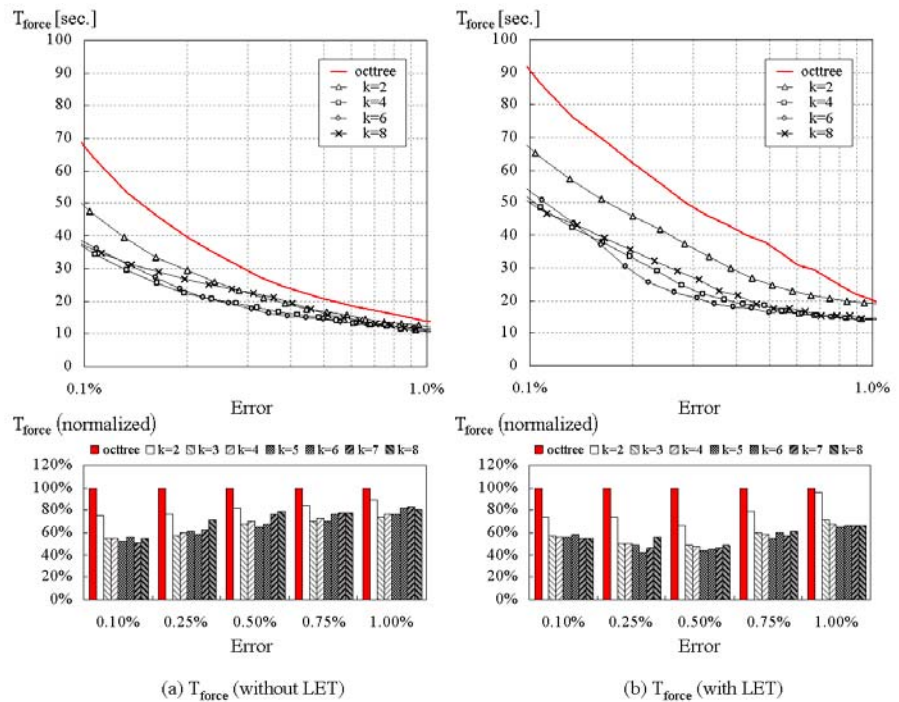 T_force [sec.]
100
90
80
70
60
50
40
30
20
10
0
octtree
k=2
k=4
k=6
k=8
0.1%
1.0%
Error
T_force [sec.]
100
90
80
70
60
50
40
30
20
10
0
octtree
k=2
k=4
k=6
k=8
0.1%
1.0%
Error
T_force (normalized)
octtree k=2 k=3 k=4 k=5 k=6 k=7 k=8
120%
100%
80%
60%
40%
20%
0%
0.10% 0.25% 0.50% 0.75% 1.00%
Error
T_force (normalized)
octtree k=2 k=3 k=4 k=5 k=6 k=7 k=8
120%
100%
80%
60%
40%
20%
0%
0.10% 0.25% 0.50% 0.75% 1.00%
Error
(a) T_force (without LET)
(b) T_force (with LET)